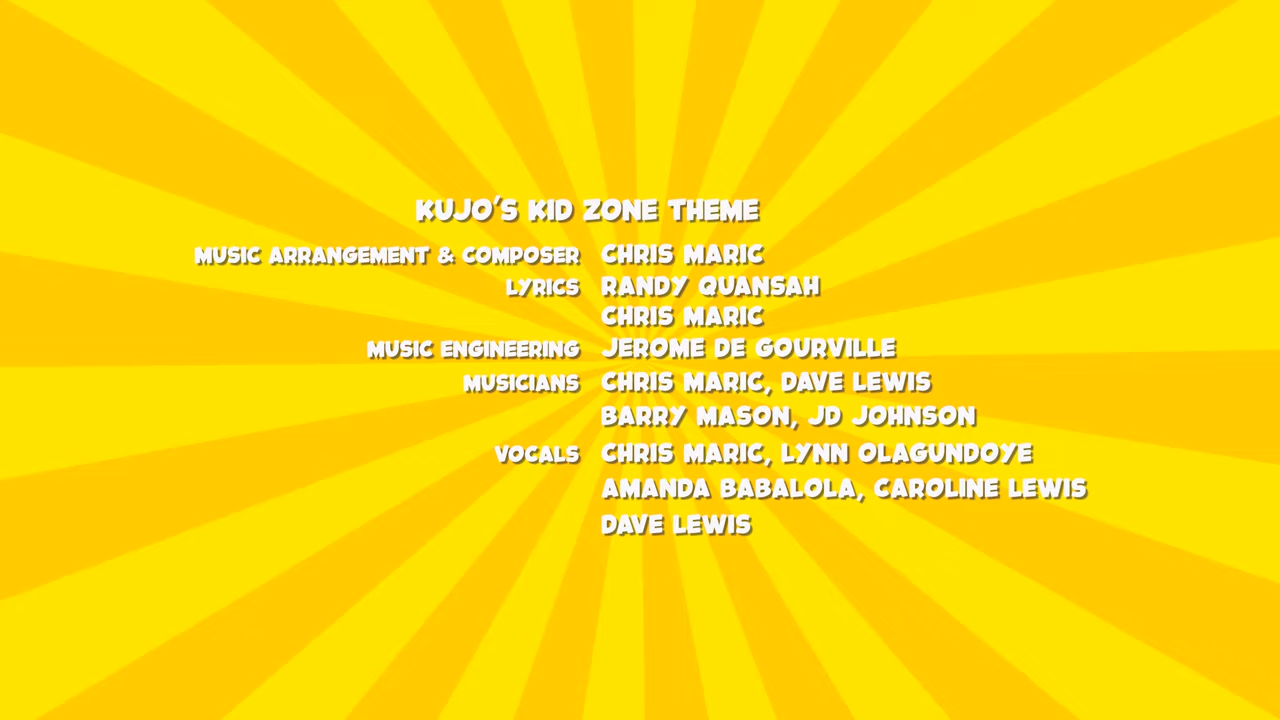 KUJO'S KID ZONE THEME
MUSIC ARRANGEMENT & COMPOSER CHRIS MARIC
LYRICS RANDY QUANSAH
CHRIS MARIC
MUSIC ENGINEERING JEROME DE GOURVILLE
MUSICIANS CHRIS MARIC, DAVE LEWIS
BARRY MASON, JD JOHNSON
VOCALS CHRIS MARIC, LYNN OLAGUNDOYE
AMANDA BABALOLA, CAROLINE LEWIS
DAVE LEWIS